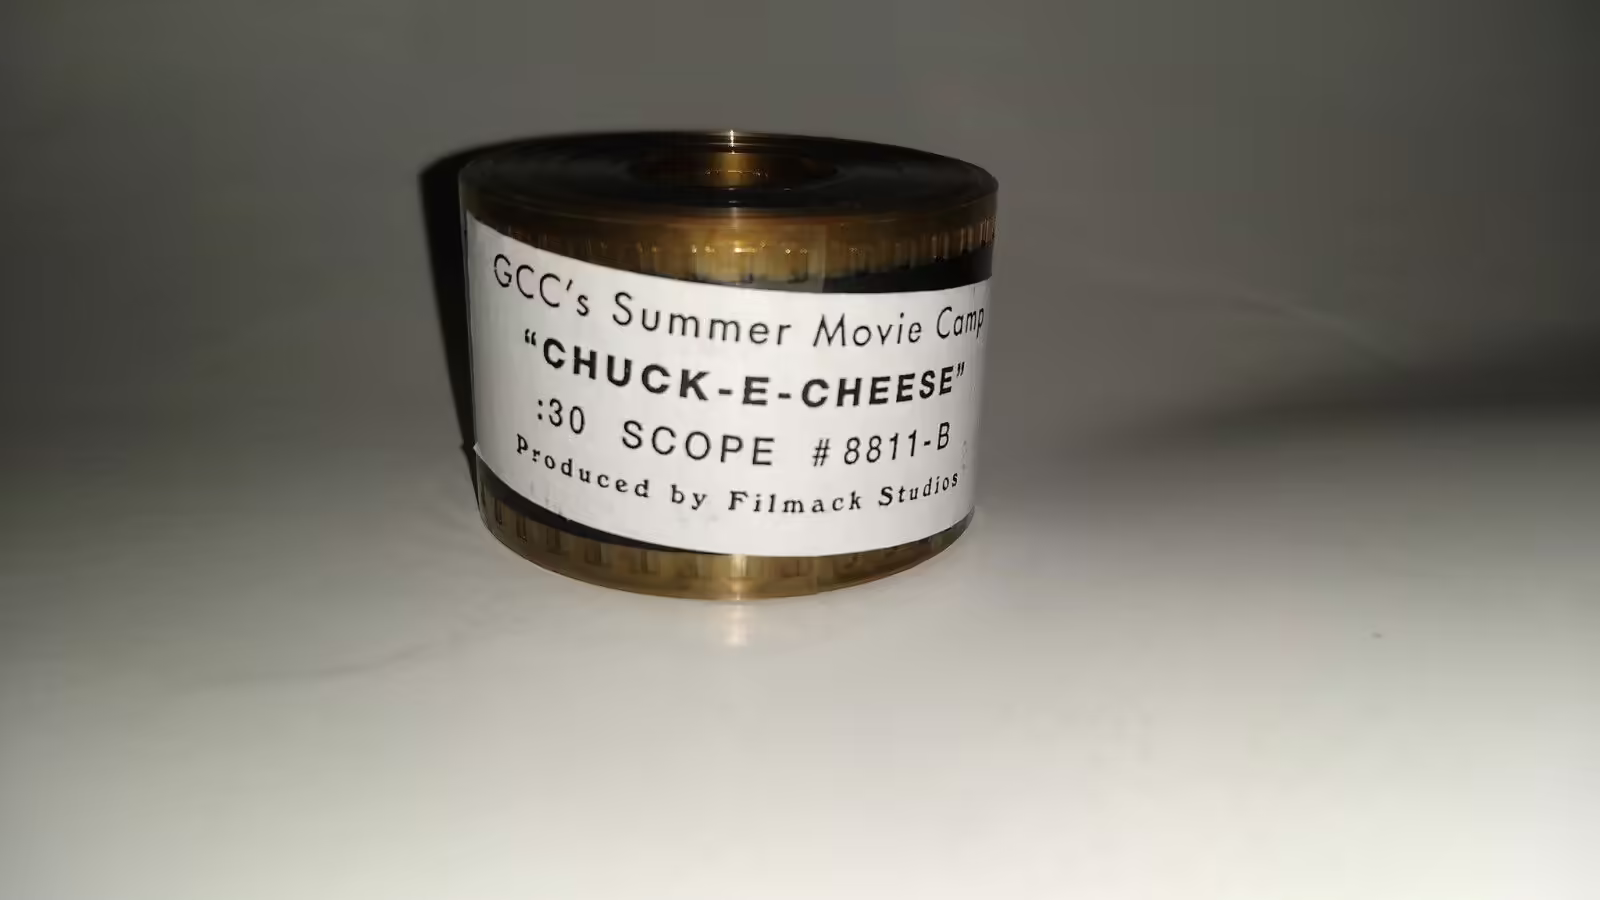 GCC's Summer Movie Camp
“CHUCK-E-CHEESE”
:30 SCOPE #8811-B
Produced by Filmack Studios